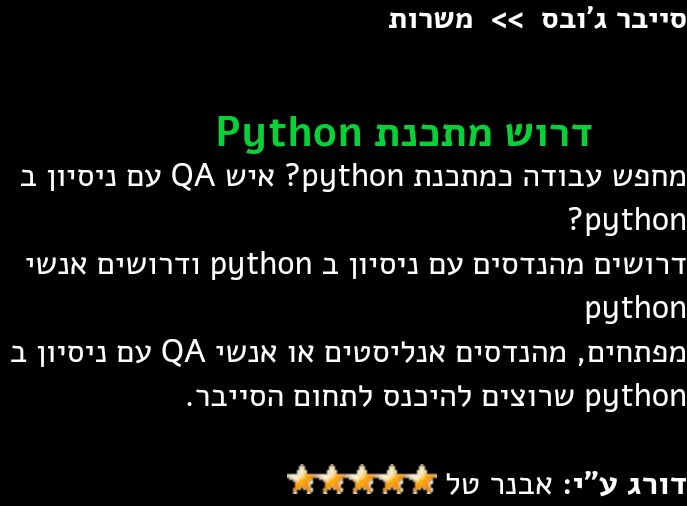 סייבר ג'ובס >> משרות
דרוש מתכנת Python
מחפש עבודה כמתכנת python? איש QA עם ניסיון ב
python?
דרושים מהנדסים עם ניסיון ב python ודרושים אנשי
python
מפתחים, מהנדסים אנליסטים או אנשי QA עם ניסיון ב
python שרוצים להיכנס לתחום הסייבר.
דורג ע"י: אבנר טל